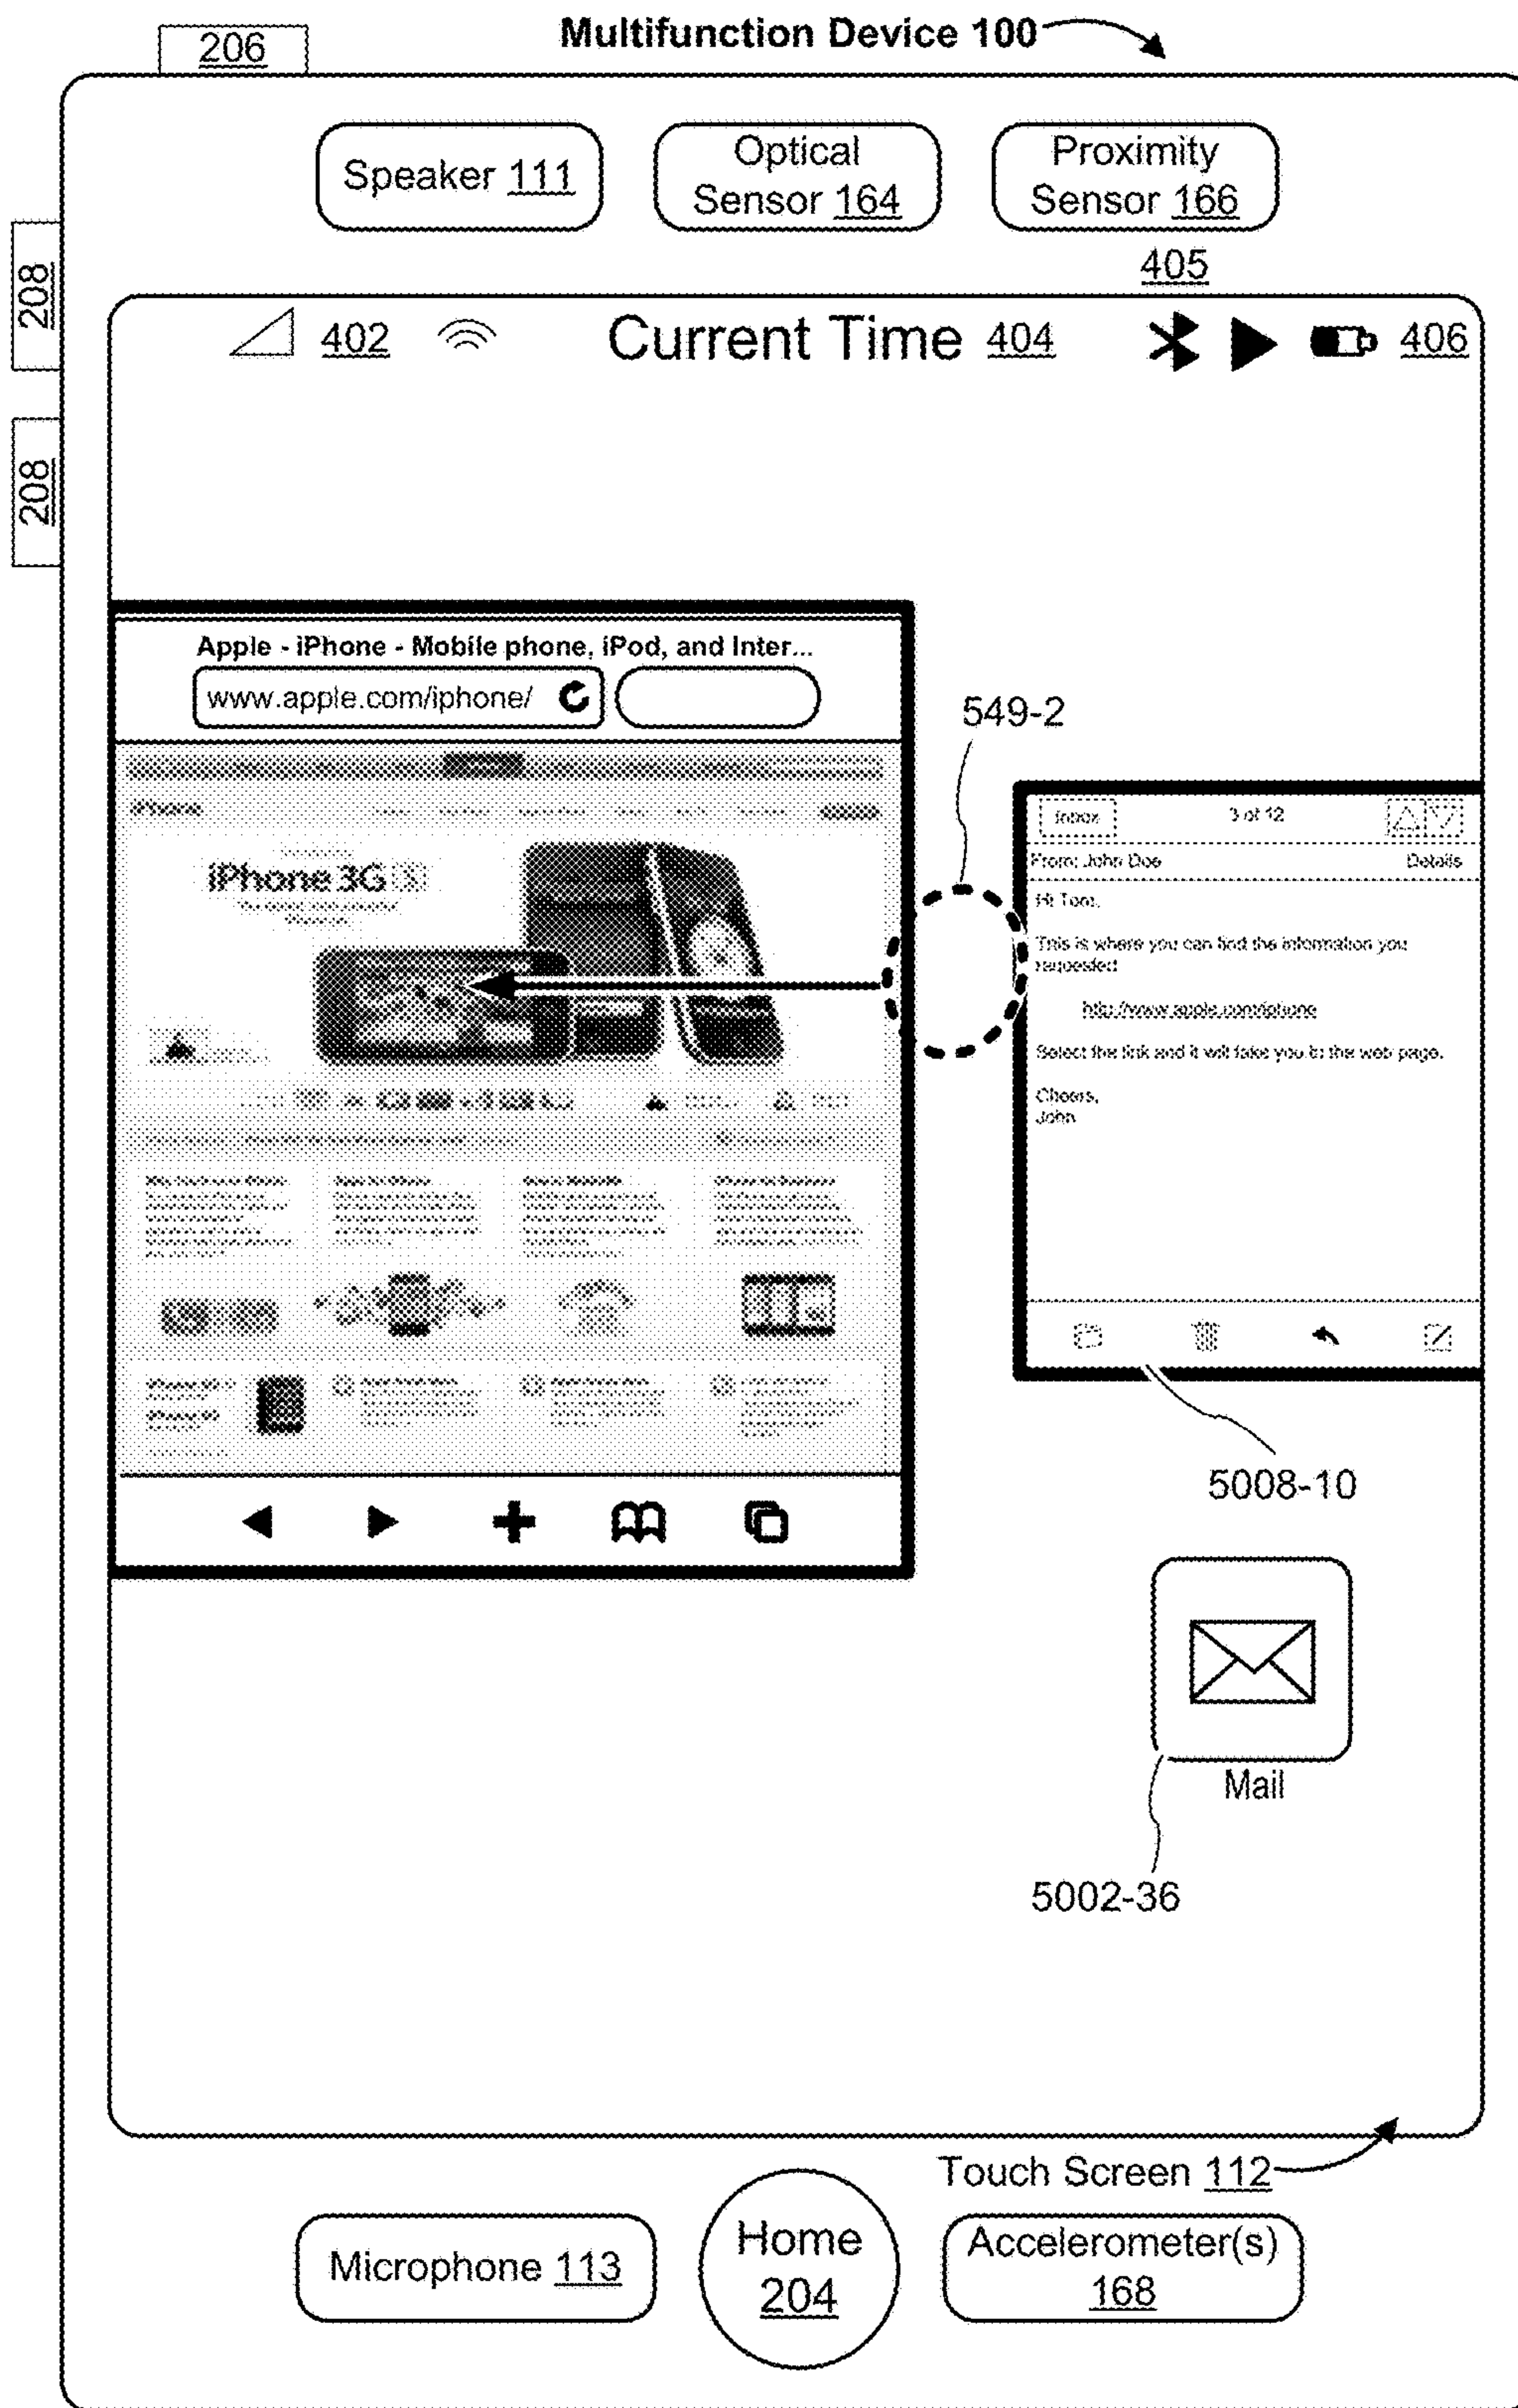 Multifunction Device 100
206
Speaker 111
Optical
Sensor 164
Proximity
Sensor 166
208
208
405
402
Current Time 404
406
Apple - iPhone - Mobile phone, iPod, and Inter...
www.apple.com/iphone/
iPhone
iPhone 3G S
549-2
Inbox
3 of 12
From: John Doe
Details
Hi Tom,
This is where you can find the information you
requested
http://www.apple.com/iphone
Select the link and it will take you to the web page.
Cheers,
John
5008-10
Mail
5002-36
Touch Screen 112
Microphone 113
Home
204
Accelerometer(s)
168